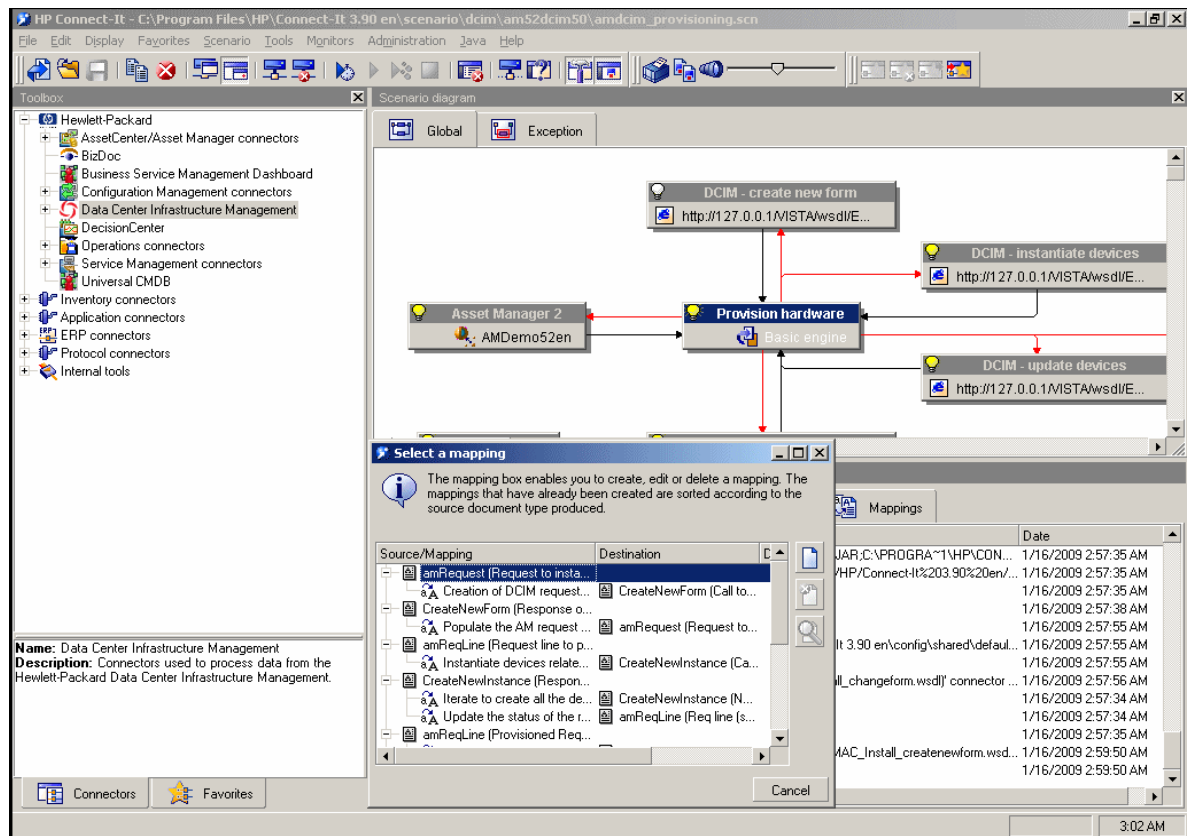 HP Connect-It - C:\Program Files\HP\Connect-It 3.90 en\scenario\dcim\am52dcim50\amdcim_provisioning.scn
File Edit Display Favorites Scenario Tools Monitors Administration Java Help
Toolbox
Scenario diagram
Hewlett-Packard
AssetCenter/Asset Manager connectors
BizDoc
Business Service Management Dashboard
Configuration Management connectors
Data Center Infrastructure Management
DecisionCenter
Operations connectors
Service Management connectors
Universal CMDB
Inventory connectors
Application connectors
ERP connectors
Protocol connectors
Internal tools
Global
Exception
DCIM - create new form
http://127.0.0.1/VISTA/wsdl/E...
DCIM - instantiate devices
http://127.0.0.1/VISTA/wsdl/E...
Asset Manager 2
AMDemo52en
Provision hardware
Basic engine
DCIM - update devices
http://127.0.0.1/VISTA/wsdl/E...
Select a mapping
The mapping box enables you to create, edit or delete a mapping. The
mappings that have already been created are sorted according to the
source document type produced.
Source/Mapping Destination
amRequest (Request to insta...
Creation of DCIM request... CreateNewForm (Call to...
CreateNewForm (Response o...
Populate the AM request ... amRequest (Request to...
amReqLine (Request line to p...
Instantiate devices relate... CreateNewInstance (Ca...
CreateNewInstance (Respon...
Iterate to create all the de... CreateNewInstance (N...
Update the status of the r... amReqLine (Req line (s...
amReqLine (Provisioned Req...
Cancel
Mappings
Date
JAR;C:\PROGRA~1\HP\CON... 1/16/2009 2:57:35 AM
/HP/Connect-It%203.90%20en/... 1/16/2009 2:57:35 AM
1/16/2009 2:57:35 AM
1/16/2009 2:57:38 AM
1/16/2009 2:57:55 AM
It 3.90 en\config\shared\defaul... 1/16/2009 2:57:55 AM
1/16/2009 2:57:55 AM
ll_changeform.wsdl)' connector ... 1/16/2009 2:57:56 AM
1/16/2009 2:57:34 AM
1/16/2009 2:57:34 AM
1/16/2009 2:57:35 AM
MAC_Install_createnewform.wsd... 1/16/2009 2:59:50 AM
1/16/2009 2:59:50 AM
Name: Data Center Infrastructure Management
Description: Connectors used to process data from the
Hewlett-Packard Data Center Infrastructure Management.
Connectors
Favorites
3:02 AM